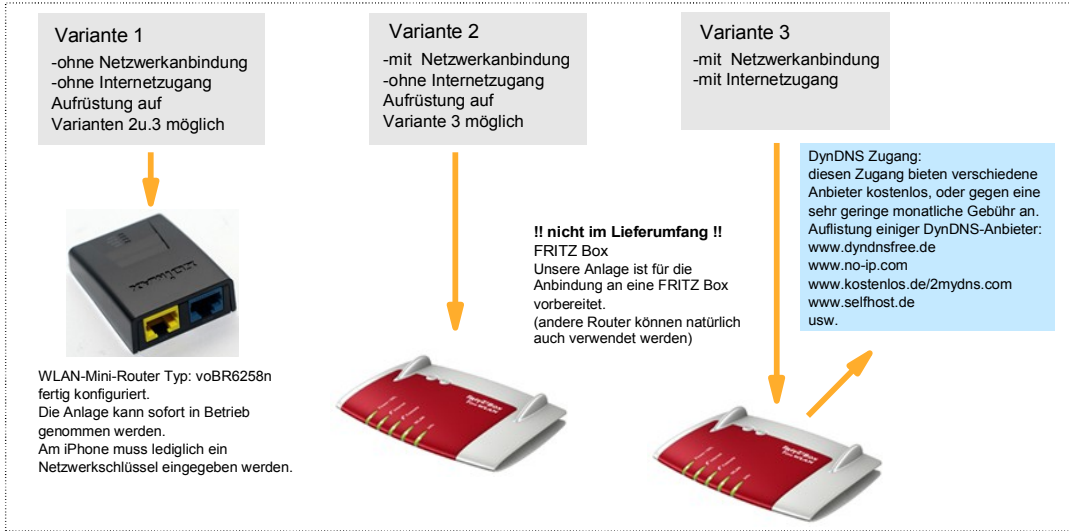 Variante 1
-ohne Netzwerkanbindung
-ohne Internetzugang
Aufrüstung auf
Varianten 2u.3 möglich
Variante 2
-mit Netzwerkanbindung
-ohne Internetzugang
Aufrüstung auf
Variante 3 möglich
Variante 3
-mit Netzwerkanbindung
-mit Internetzugang
DynDNS Zugang:
diesen Zugang bieten verschiedene
Anbieter kostenlos, oder gegen eine
sehr geringe monatliche Gebühr an.
Auflistung einiger DynDNS-Anbieter:
www.dyndnsfree.de
www.no-ip.com
www.kostenlos.de/2mydns.com
www.selfhost.de
usw.
!! nicht im Lieferumfang !!
FRITZ Box
Unsere Anlage ist für die
Anbindung an eine FRITZ Box
vorbereitet.
(andere Router können natürlich
auch verwendet werden)
WLAN-Mini-Router Typ: voBR6258n
fertig konfiguriert.
Die Anlage kann sofort in Betrieb
genommen werden.
Am iPhone muss lediglich ein
Netzwerkschlüssel eingegeben werden.